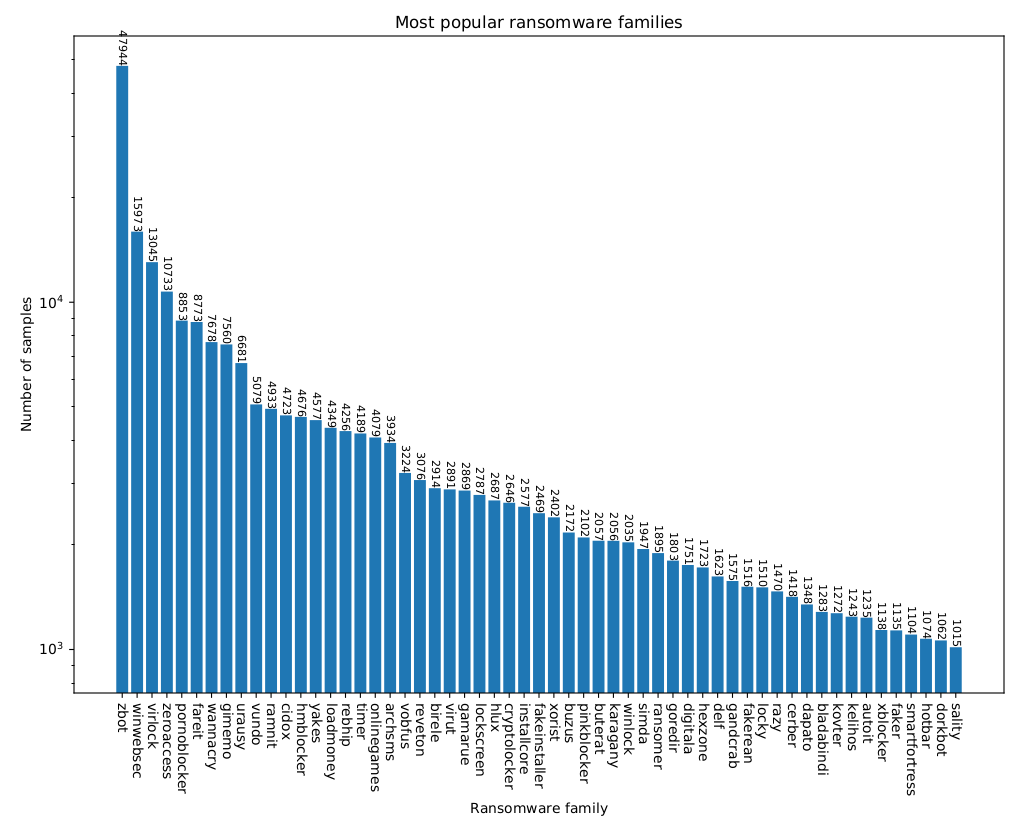 Most popular ransomware families
Number of samples
10⁴
10³
47944
15973
13045
10733
8853
8773
7678
7560
6681
5079
4933
4723
4676
4577
4349
4256
4189
4079
3934
3224
3076
2914
2891
2869
2787
2687
2646
2577
2469
2402
2172
2102
2057
2056
2035
1947
1895
1803
1751
1723
1623
1575
1516
1510
1470
1418
1348
1283
1272
1243
1235
1138
1135
1104
1074
1062
1015
zbot
winwebsec
virlock
zeroaccess
pornoblocker
fareit
wannacry
gimemo
urausy
vundo
ramnit
cidox
hmblocker
yakes
loadmoney
rebhip
timer
onlinegames
archsms
vobfus
reveton
birele
virut
gamarue
lockscreen
hlux
cryptolocker
installcore
fakeinstaller
xorist
buzus
pinkblocker
buterat
karagany
winlock
simda
ransomer
goredir
digitala
hexzone
delf
gandcrab
fakerean
locky
razy
cerber
dapato
bladabindi
kovter
kelihos
autoit
xblocker
faker
smartfortress
hotbar
dorkbot
sality
Ransomware family